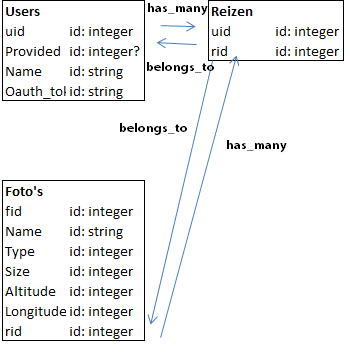 Users
uid id: integer
Provided id: integer?
Name id: string
Oauth_tol id: string
has_many
belongs_to
Reizen
uid id: integer
rid id: integer
belongs_to
has_many
Foto's
fid id: integer
Name id: string
Type id: integer
Size id: integer
Altitude id: integer
Longitude id: integer
rid id: integer